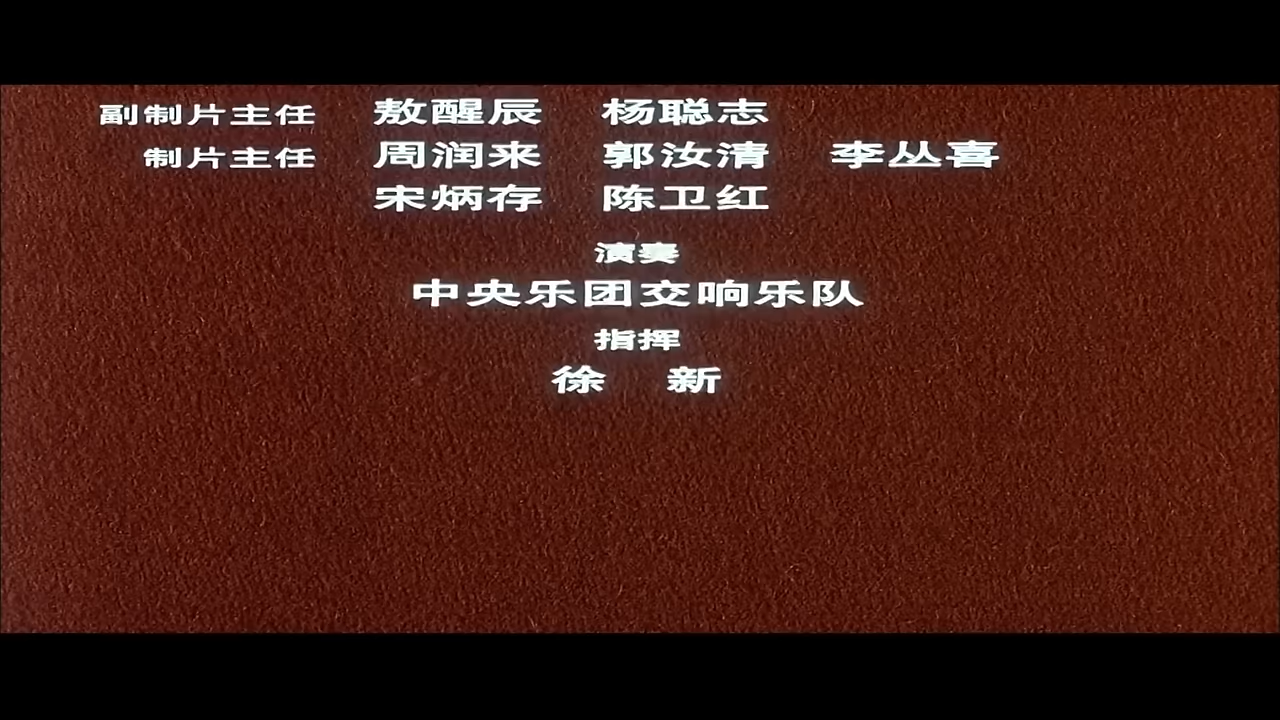 副制片主任 敖醒辰 杨聪志
制片主任 周润来 郭汝清 李丛喜
宋炳存 陈卫红
演奏
中央乐团交响乐队
指挥
徐 新